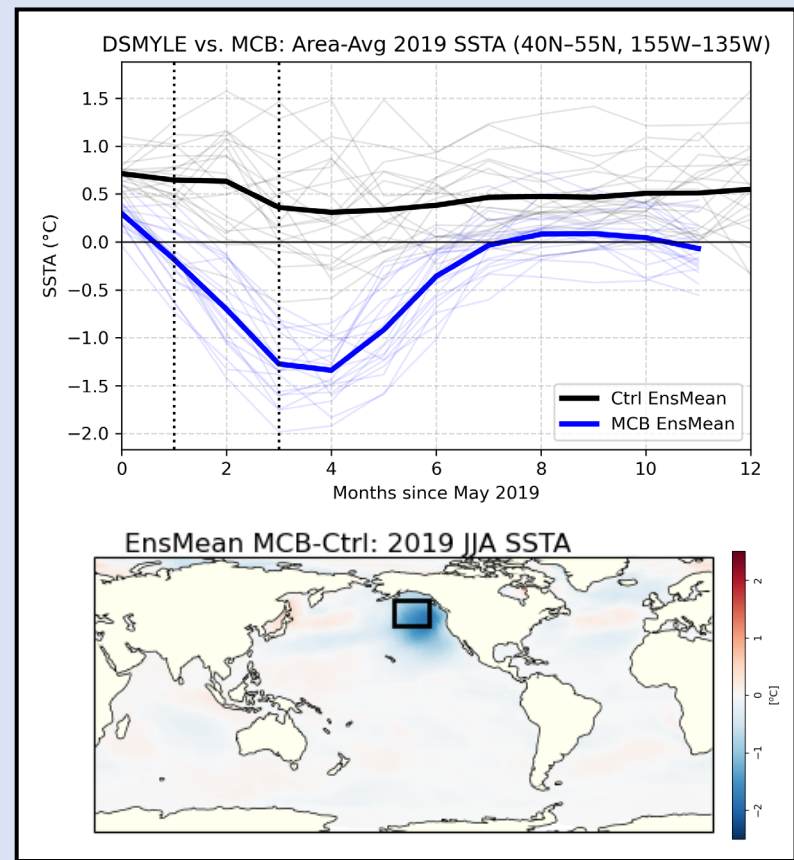 DSMYLE vs. MCB: Area-Avg 2019 SSTA (40N–55N, 155W–135W)
SSTA (°C)
1.5
1.0
0.5
0.0
−0.5
−1.0
−1.5
−2.0
Ctrl EnsMean
MCB EnsMean
0 2 4 6 8 10 12
Months since May 2019
EnsMean MCB-Ctrl: 2019 JJA SSTA
2
1
0
−1
−2
[°C]